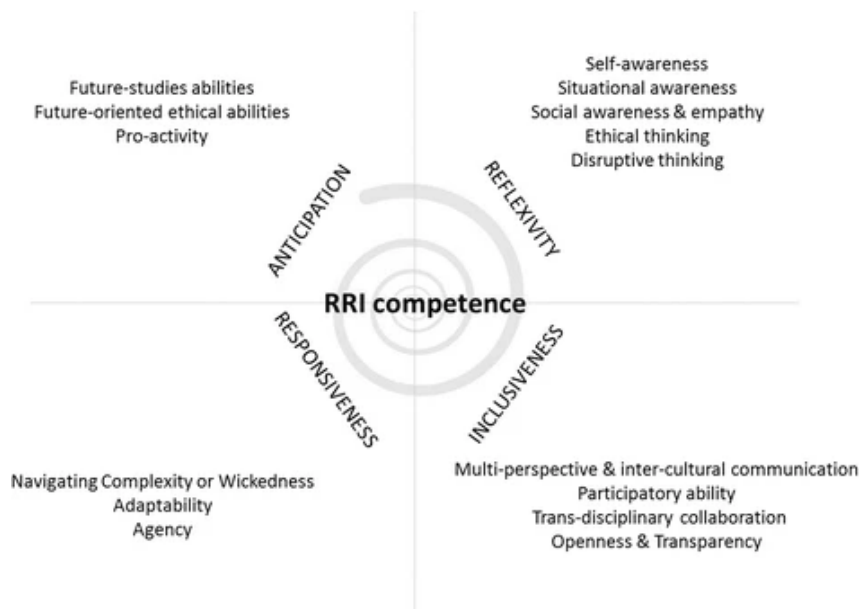 Future-studies abilities
Future-oriented ethical abilities
Pro-activity
ANTICIPATION
Self-awareness
Situational awareness
Social awareness & empathy
Ethical thinking
Disruptive thinking
REFLEXIVITY
RRI competence
RESPONSIVENESS
Navigating Complexity or Wickedness
Adaptability
Agency
INCLUSIVENESS
Multi-perspective & inter-cultural communication
Participatory ability
Trans-disciplinary collaboration
Openness & Transparency